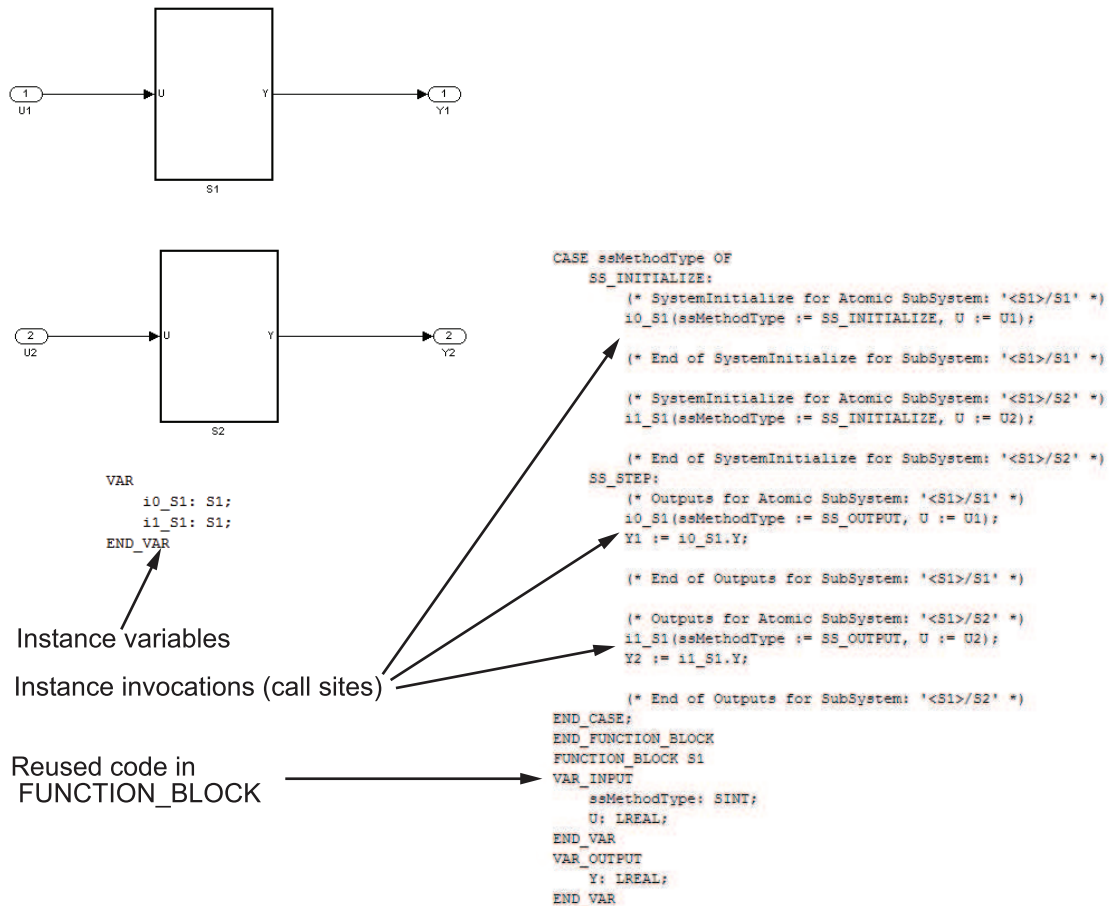 1
U1
U
Y
1
Y1
S1
2
U2
U
Y
2
Y2
S2
VAR
i0_S1: S1;
i1_S1: S1;
END_VAR
Instance variables
Instance invocations (call sites)
Reused code in
FUNCTION_BLOCK
CASE ssMethodType OF
SS_INITIALIZE:
(* SystemInitialize for Atomic SubSystem: '<S1>/S1' *)
i0_S1(ssMethodType := SS_INITIALIZE, U := U1);
(* End of SystemInitialize for SubSystem: '<S1>/S1' *)
(* SystemInitialize for Atomic SubSystem: '<S1>/S2' *)
i1_S1(ssMethodType := SS_INITIALIZE, U := U2);
(* End of SystemInitialize for SubSystem: '<S1>/S2' *)
SS_STEP:
(* Outputs for Atomic SubSystem: '<S1>/S1' *)
i0_S1(ssMethodType := SS_OUTPUT, U := U1);
Y1 := i0_S1.Y;
(* End of Outputs for SubSystem: '<S1>/S1' *)
(* Outputs for Atomic SubSystem: '<S1>/S2' *)
i1_S1(ssMethodType := SS_OUTPUT, U := U2);
Y2 := i1_S1.Y;
(* End of Outputs for SubSystem: '<S1>/S2' *)
END_CASE;
END_FUNCTION_BLOCK
FUNCTION_BLOCK S1
VAR_INPUT
ssMethodType: SINT;
U: LREAL;
END_VAR
VAR_OUTPUT
Y: LREAL;
END_VAR